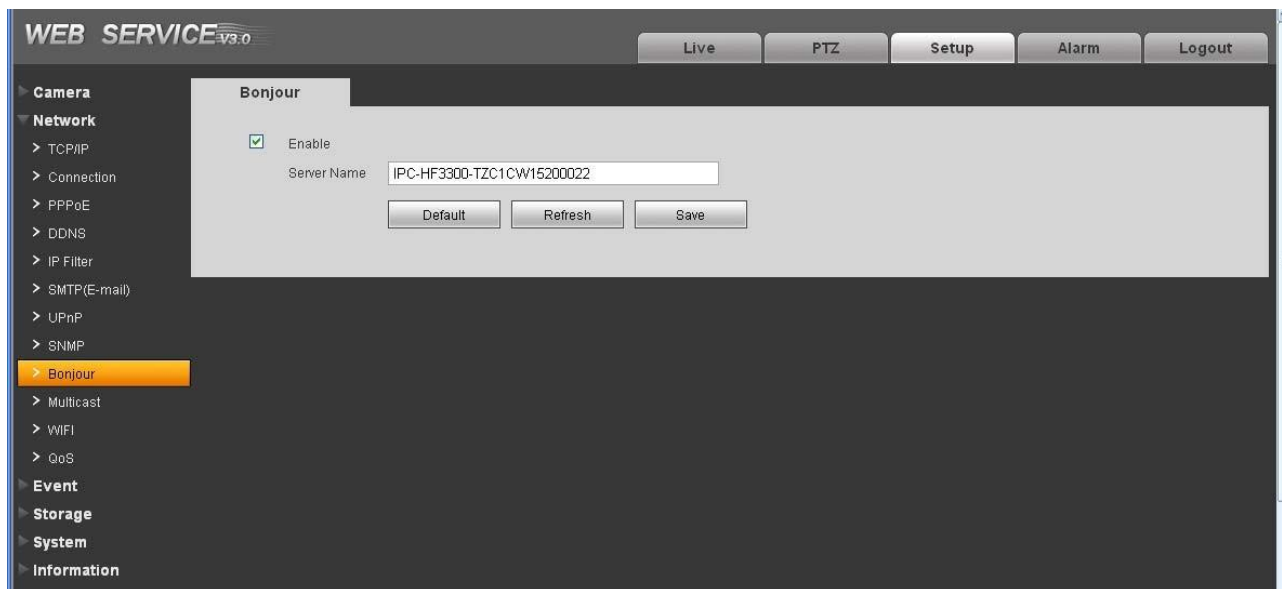 WEB SERVICE V3.0
Live PTZ Setup Alarm Logout
Camera
Network
TCP/IP
Connection
PPPoE
DDNS
IP Filter
SMTP(E-mail)
UPnP
SNMP
Bonjour
Multicast
WIFI
QoS
Event
Storage
System
Information
Bonjour
Enable
Server Name IPC-HF3300-TZC1CW15200022
Default Refresh Save